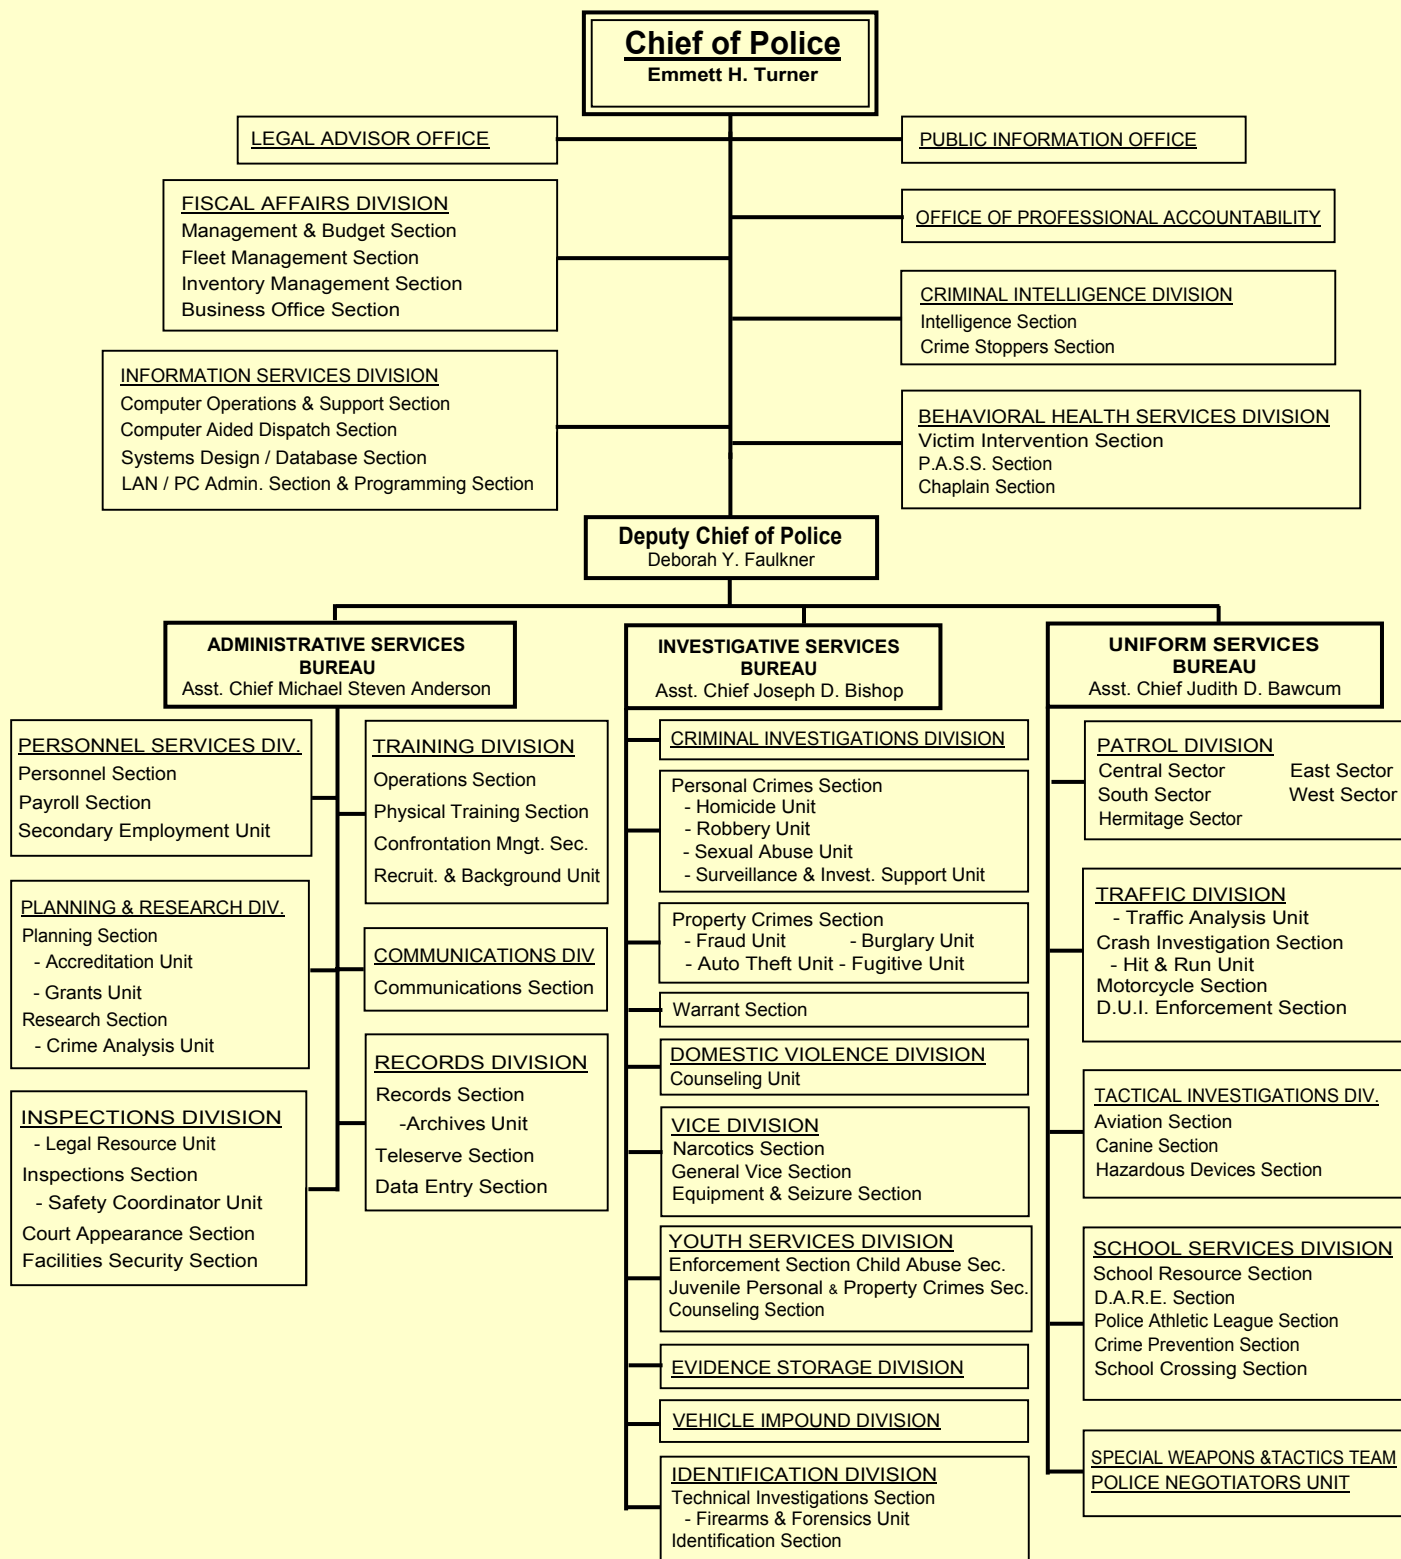 Chief of Police
Emmett H. Turner
LEGAL ADVISOR OFFICE
PUBLIC INFORMATION OFFICE
FISCAL AFFAIRS DIVISION
Management & Budget Section
Fleet Management Section
Inventory Management Section
Business Office Section
OFFICE OF PROFESSIONAL ACCOUNTABILITY
CRIMINAL INTELLIGENCE DIVISION
Intelligence Section
Crime Stoppers Section
INFORMATION SERVICES DIVISION
Computer Operations & Support Section
Computer Aided Dispatch Section
Systems Design / Database Section
LAN / PC Admin. Section & Programming Section
BEHAVIORAL HEALTH SERVICES DIVISION
Victim Intervention Section
P.A.S.S. Section
Chaplain Section
Deputy Chief of Police
Deborah Y. Faulkner
ADMINISTRATIVE SERVICES
BUREAU
Asst. Chief Michael Steven Anderson
PERSONNEL SERVICES DIV.
Personnel Section
Payroll Section
Secondary Employment Unit
PLANNING & RESEARCH DIV.
Planning Section
- Accreditation Unit
- Grants Unit
Research Section
- Crime Analysis Unit
INSPECTIONS DIVISION
- Legal Resource Unit
Inspections Section
- Safety Coordinator Unit
Court Appearance Section
Facilities Security Section
TRAINING DIVISION
Operations Section
Physical Training Section
Confrontation Mngt. Sec.
Recruit. & Background Unit
COMMUNICATIONS DIV
Communications Section
RECORDS DIVISION
Records Section
-Archives Unit
Teleserve Section
Data Entry Section
INVESTIGATIVE SERVICES
BUREAU
Asst. Chief Joseph D. Bishop
CRIMINAL INVESTIGATIONS DIVISION
Personal Crimes Section
- Homicide Unit
- Robbery Unit
- Sexual Abuse Unit
- Surveillance & Invest. Support Unit
Property Crimes Section
- Fraud Unit - Burglary Unit
- Auto Theft Unit - Fugitive Unit
Warrant Section
DOMESTIC VIOLENCE DIVISION
Counseling Unit
VICE DIVISION
Narcotics Section
General Vice Section
Equipment & Seizure Section
YOUTH SERVICES DIVISION
Enforcement Section Child Abuse Sec.
Juvenile Personal & Property Crimes Sec.
Counseling Section
EVIDENCE STORAGE DIVISION
VEHICLE IMPOUND DIVISION
IDENTIFICATION DIVISION
Technical Investigations Section
- Firearms & Forensics Unit
Identification Section
UNIFORM SERVICES
BUREAU
Asst. Chief Judith D. Bawcum
PATROL DIVISION
Central Sector East Sector
South Sector West Sector
Hermitage Sector
TRAFFIC DIVISION
- Traffic Analysis Unit
Crash Investigation Section
- Hit & Run Unit
Motorcycle Section
D.U.I. Enforcement Section
TACTICAL INVESTIGATIONS DIV.
Aviation Section
Canine Section
Hazardous Devices Section
SCHOOL SERVICES DIVISION
School Resource Section
D.A.R.E. Section
Police Athletic League Section
Crime Prevention Section
School Crossing Section
SPECIAL WEAPONS &TACTICS TEAM
POLICE NEGOTIATORS UNIT